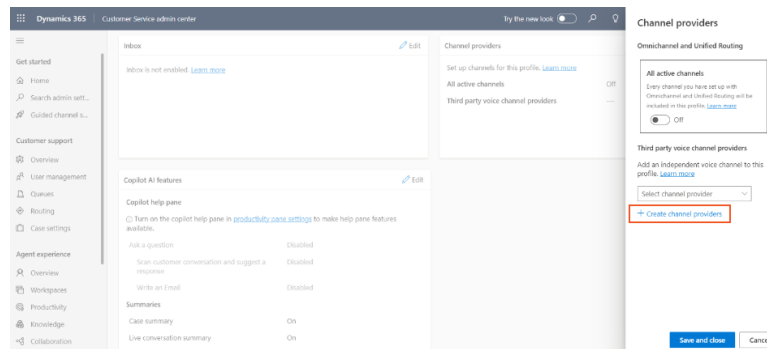 Dynamics 365
Customer Service admin center
Try the new look
Get started
Home
Search admin sett...
Guided channel s...
Customer support
Overview
User management
Queues
Routing
Case settings
Agent experience
Overview
Workspaces
Productivity
Knowledge
Collaboration
Inbox
Edit
Inbox is not enabled. Learn more
Channel providers
Set up channels for this profile. Learn more
All active channels
Off
Third party voice channel providers
---
Copilot AI features
Edit
Copilot help pane
Turn on the copilot help pane in productivity pane settings to make help pane features
available.
Ask a question
Disabled
Scan customer conversation and suggest a
response
Disabled
Write an Email
Disabled
Summaries
Case summary
On
Live conversation summary
On
Channel providers
Omnichannel and Unified Routing
All active channels
Every channel you have set up with
Omnichannel and Unified Routing will be
included in this profile. Learn more
Off
Third party voice channel providers
Add an independent voice channel to this
profile. Learn more
Select channel provider
+ Create channel providers
Save and close
Cance